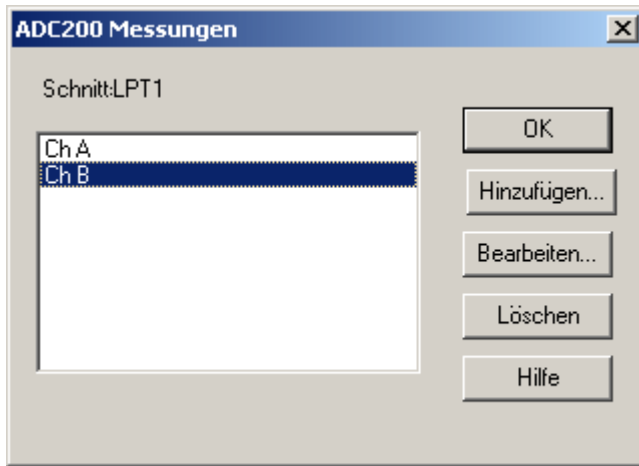 ADC200 Messungen
Schnitt:LPT1
Ch A
Ch B
OK
Hinzufügen...
Bearbeiten...
Löschen
Hilfe